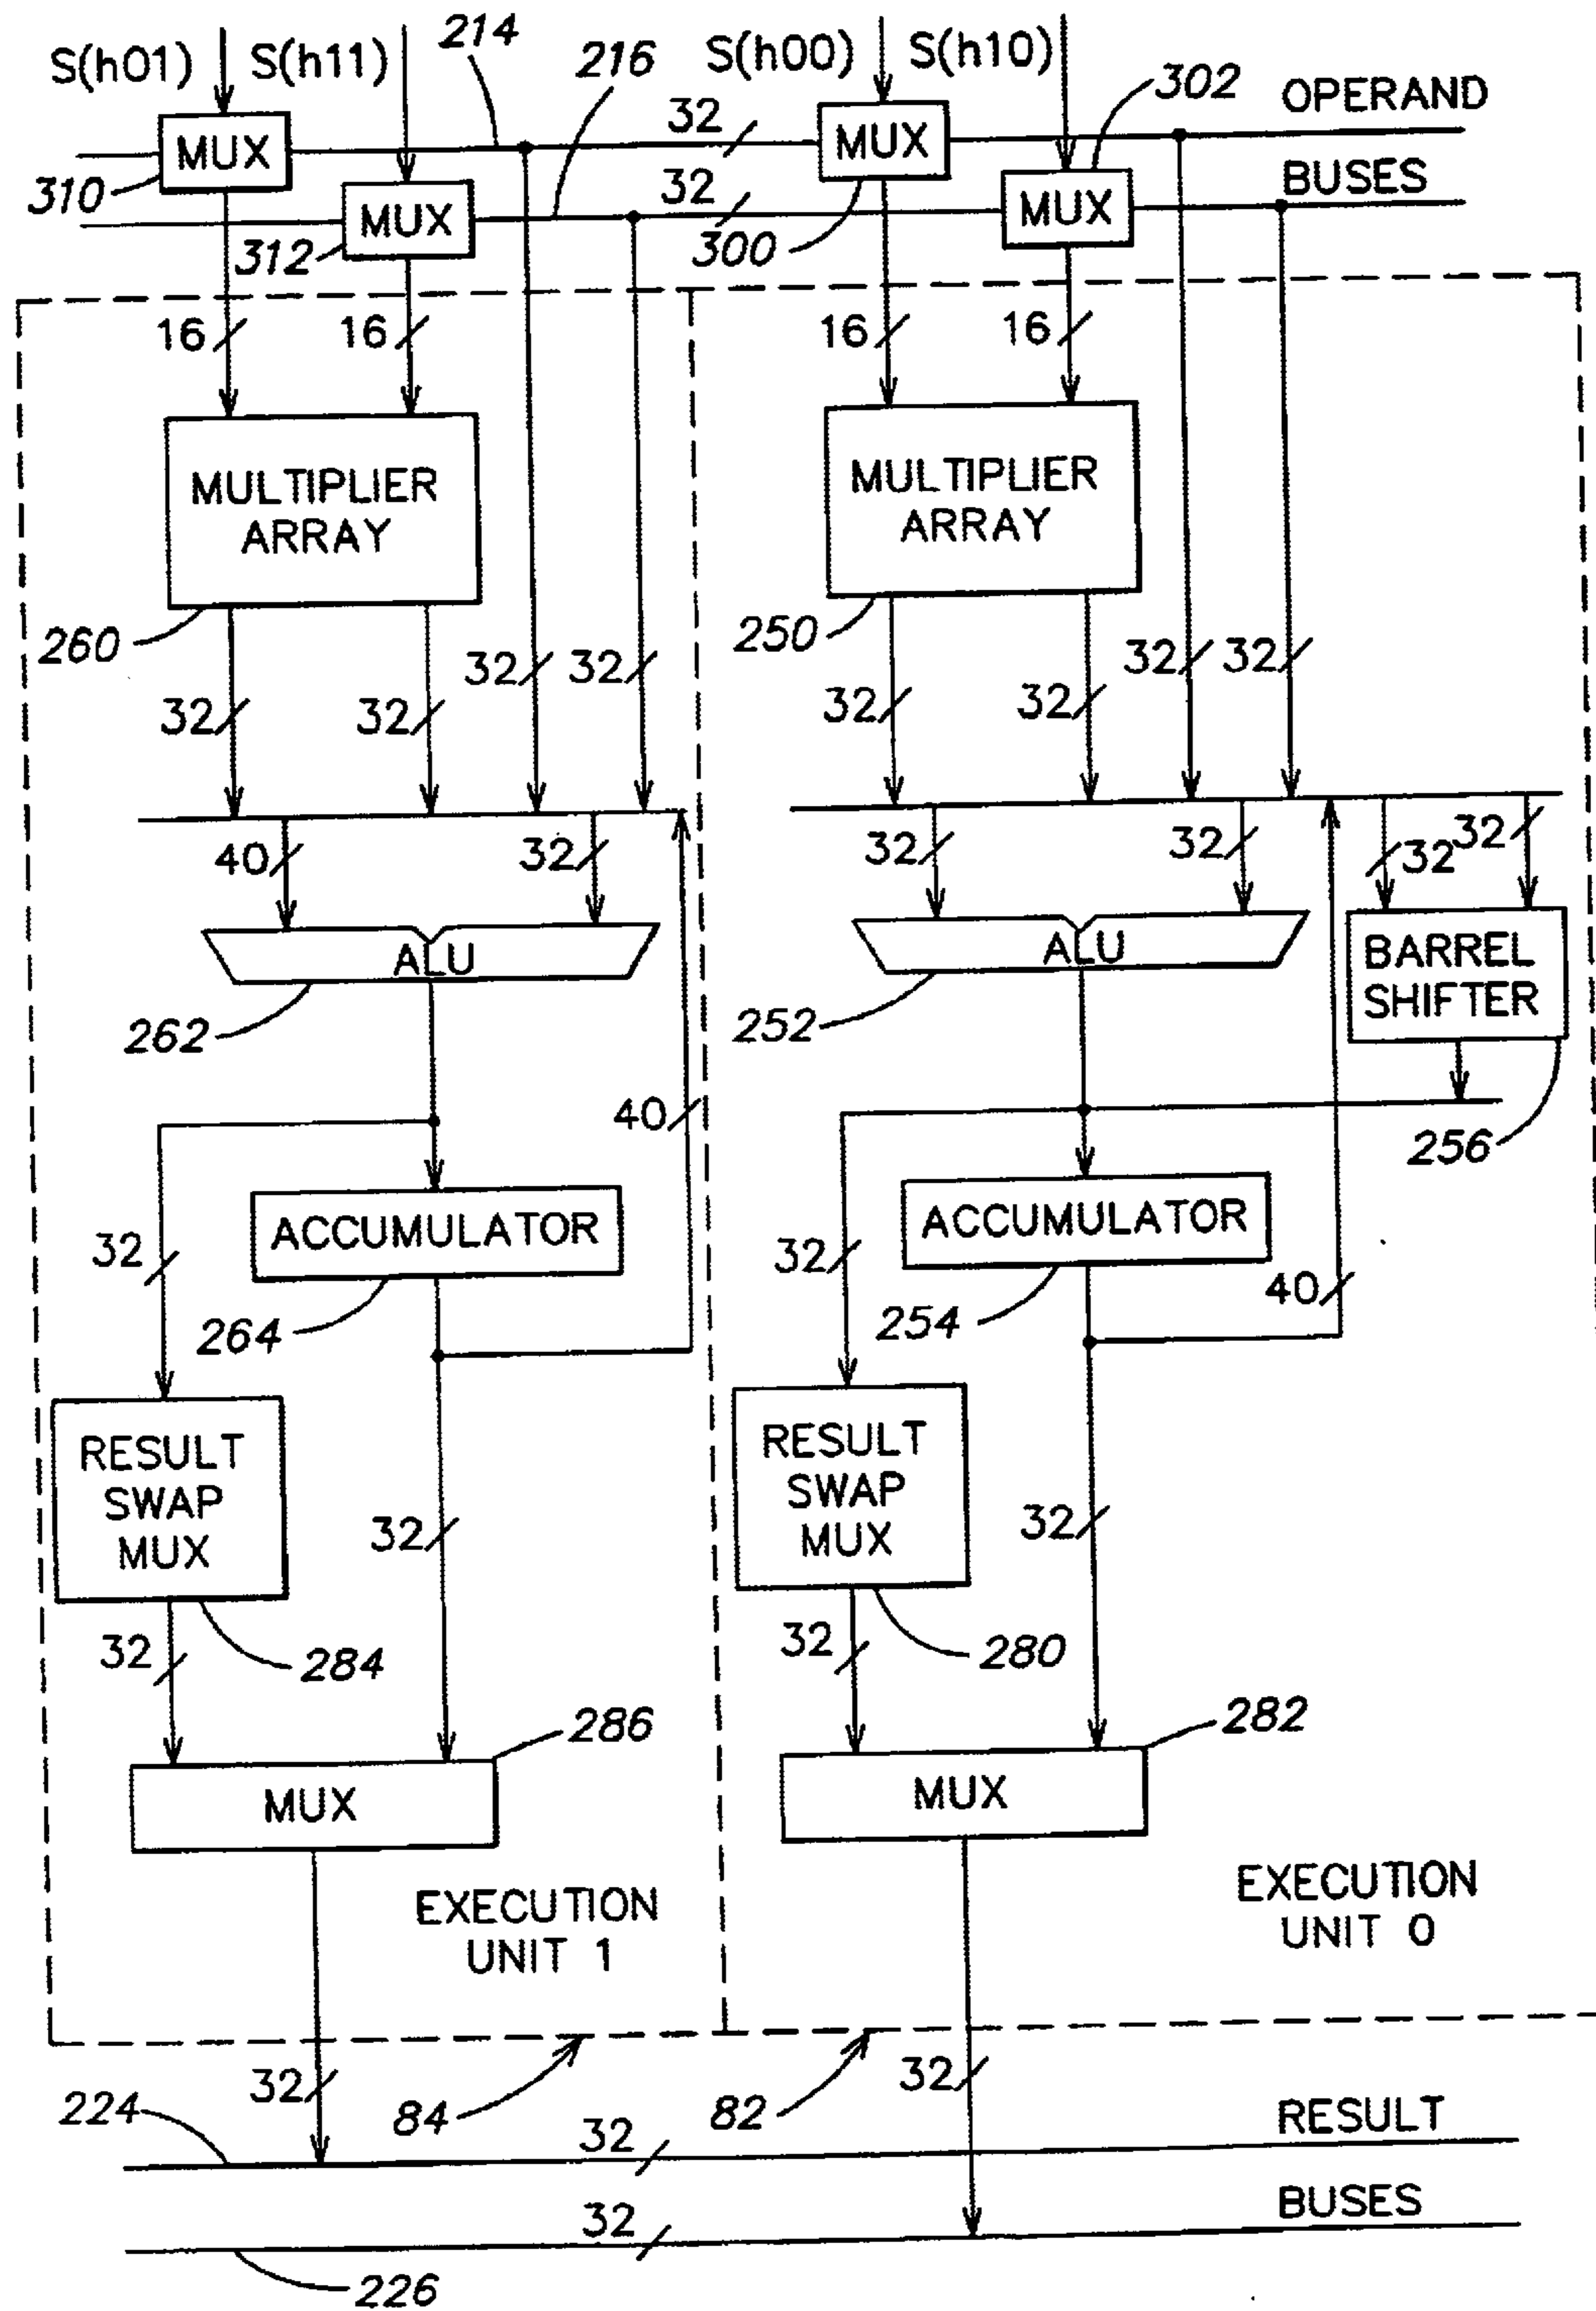 S(h01) S(h11) 214 216 S(h00) S(h10) 302 OPERAND
MUX 32 MUX
310 MUX 32 MUX BUSES
312 300
16 16 16 16
MULTIPLIER
ARRAY
MULTIPLIER
ARRAY
260 250
32 32 32 32
32 32 32 32
40 32 32 32 32 32
ALU ALU
BARREL
SHIFTER
262 252
40 256
ACCUMULATOR ACCUMULATOR
32 32
264 254 40
RESULT
SWAP
MUX
RESULT
SWAP
MUX
32 32
32 284 32 280
286 282
MUX MUX
EXECUTION
UNIT 1
EXECUTION
UNIT 0
32 84 82 32
224 32 RESULT
32 BUSES
226